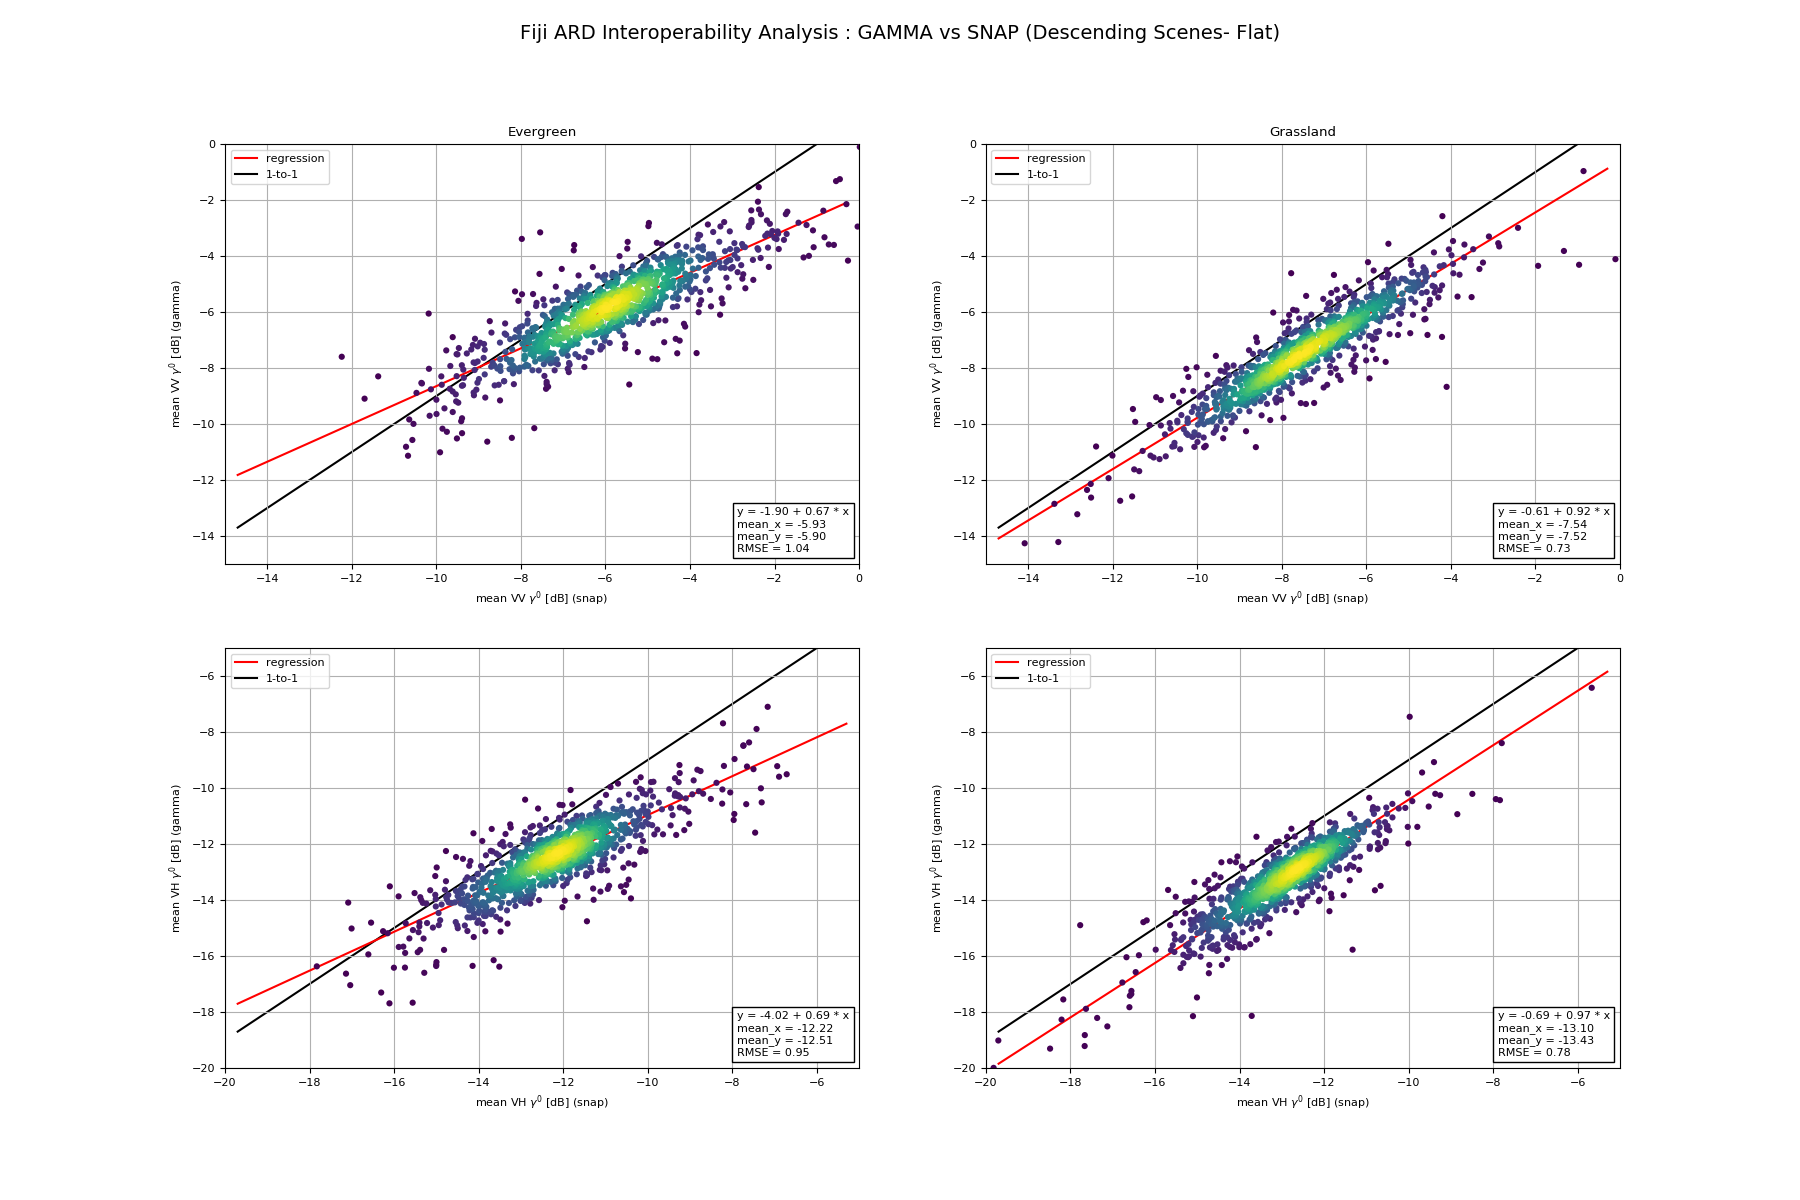 Fiji ARD Interoperability Analysis : GAMMA vs SNAP (Descending Scenes- Flat)
Evergreen
regression
1-to-1
0
−2
−4
−6
−8
−10
−12
−14
mean VV γ⁰ [dB] (gamma)
y = -1.90 + 0.67 * x
mean_x = -5.93
mean_y = -5.90
RMSE = 1.04
−14 −12 −10 −8 −6 −4 −2 0
mean VV γ⁰ [dB] (snap)
Grassland
regression
1-to-1
0
−2
−4
−6
−8
−10
−12
−14
mean VV γ⁰ [dB] (gamma)
y = -0.61 + 0.92 * x
mean_x = -7.54
mean_y = -7.52
RMSE = 0.73
−14 −12 −10 −8 −6 −4 −2 0
mean VV γ⁰ [dB] (snap)
regression
1-to-1
−6
−8
−10
−12
−14
−16
−18
−20
mean VH γ⁰ [dB] (gamma)
y = -4.02 + 0.69 * x
mean_x = -12.22
mean_y = -12.51
RMSE = 0.95
−20 −18 −16 −14 −12 −10 −8 −6
mean VH γ⁰ [dB] (snap)
regression
1-to-1
−6
−8
−10
−12
−14
−16
−18
−20
mean VH γ⁰ [dB] (gamma)
y = -0.69 + 0.97 * x
mean_x = -13.10
mean_y = -13.43
RMSE = 0.78
−20 −18 −16 −14 −12 −10 −8 −6
mean VH γ⁰ [dB] (snap)